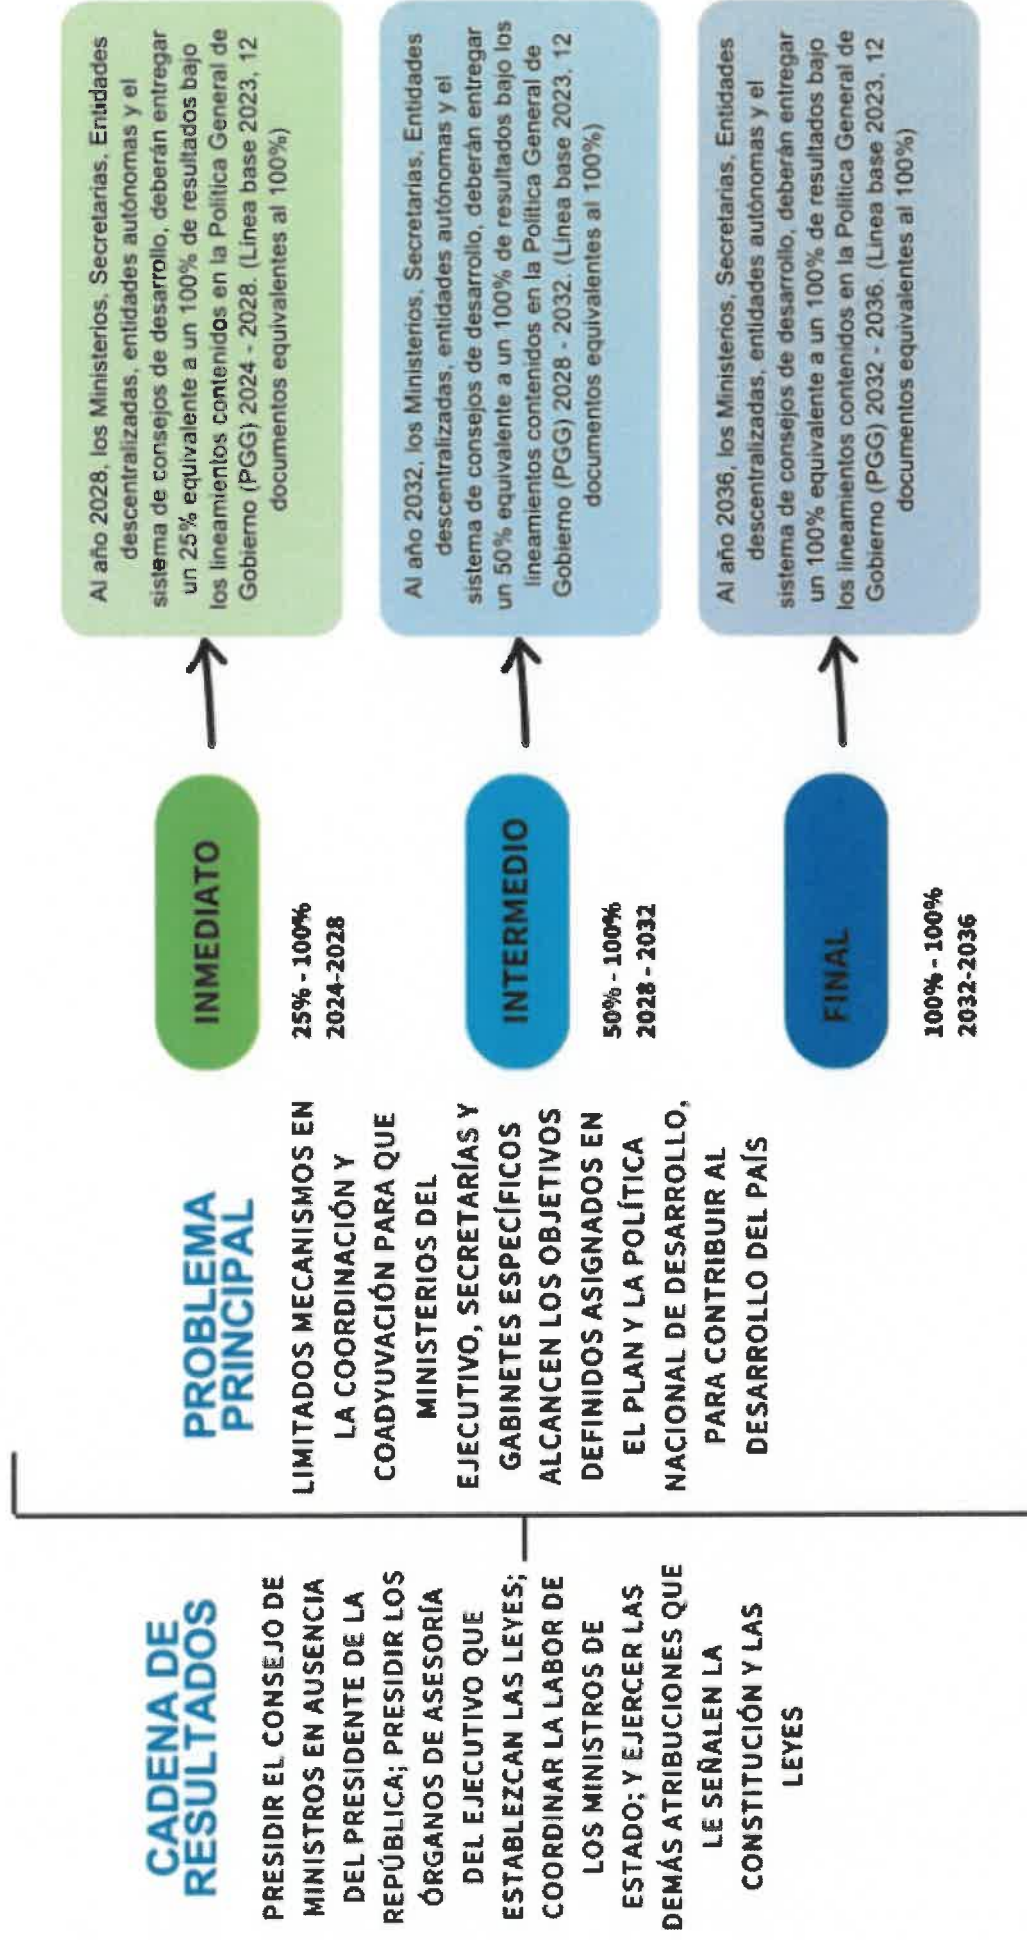 CADENA DE
RESULTADOS
PRESIDIR EL CONSEJO DE
MINISTROS EN AUSENCIA
DEL PRESIDENTE DE LA
REPÚBLICA; PRESIDIR LOS
ÓRGANOS DE ASESORÍA
DEL EJECUTIVO QUE
ESTABLEZCAN LAS LEYES;
COORDINAR LA LABOR DE
LOS MINISTROS DE
ESTADO; Y EJERCER LAS
DEMÁS ATRIBUCIONES QUE
LE SEÑALEN LA
CONSTITUCIÓN Y LAS
LEYES
PROBLEMA
PRINCIPAL
LIMITADOS MECANISMOS EN
LA COORDINACIÓN Y
COADYUVACIÓN PARA QUE
MINISTERIOS DEL
EJECUTIVO, SECRETARÍAS Y
GABINETES ESPECÍFICOS
ALCANCEN LOS OBJETIVOS
DEFINIDOS ASIGNADOS EN
EL PLAN Y LA POLÍTICA
NACIONAL DE DESARROLLO,
PARA CONTRIBUIR AL
DESARROLLO DEL PAÍS
INMEDIATO
25% - 100%
2024-2028
Al año 2028, los Ministerios, Secretarias, Entidades
descentralizadas, entidades autónomas y el
sistema de consejos de desarrollo, deberán entregar
un 25% equivalente a un 100% de resultados bajo
los lineamientos contenidos en la Política General de
Gobierno (PGG) 2024 - 2028. (Línea base 2023, 12
documentos equivalentes al 100%)
INTERMEDIO
50% - 100%
2028 - 2032
Al año 2032, los Ministerios, Secretarias, Entidades
descentralizadas, entidades autónomas y el
sistema de consejos de desarrollo, deberán entregar
un 50% equivalente a un 100% de resultados bajo los
lineamientos contenidos en la Política General de
Gobierno (PGG) 2028 - 2032. (Línea base 2023, 12
documentos equivalentes al 100%)
FINAL
100% - 100%
2032-2036
Al año 2036, los Ministerios, Secretarias, Entidades
descentralizadas, entidades autónomas y el
sistema de consejos de desarrollo, deberán entregar
un 100% equivalente a un 100% de resultados bajo
los lineamientos contenidos en la Política General de
Gobierno (PGG) 2032 - 2036. (Línea base 2023, 12
documentos equivalentes al 100%)